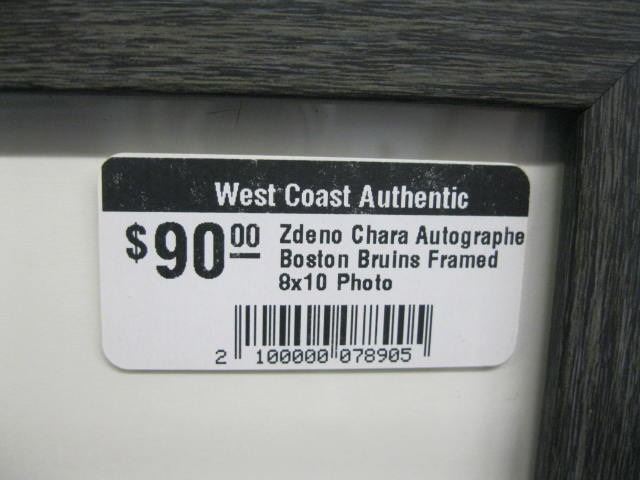 West Coast Authentic
$90 00
Zdeno Chara Autographe
Boston Bruins Framed
8x10 Photo
2 100000 078905